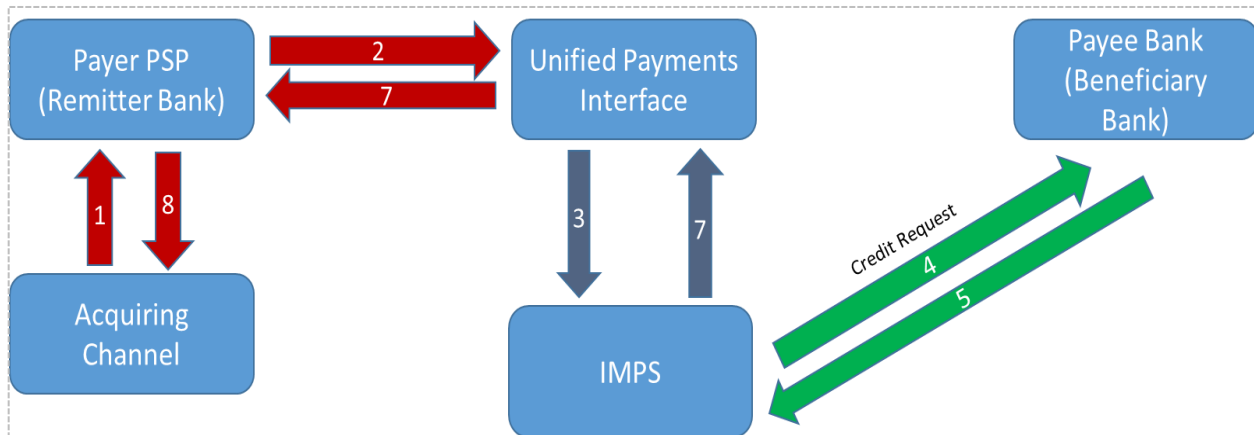 Payer PSP
(Remitter Bank)
2
7
Unified Payments
Interface
Payee Bank
(Beneficiary
Bank)
1
8
3
7
Credit Request
4
5
Acquiring
Channel
IMPS